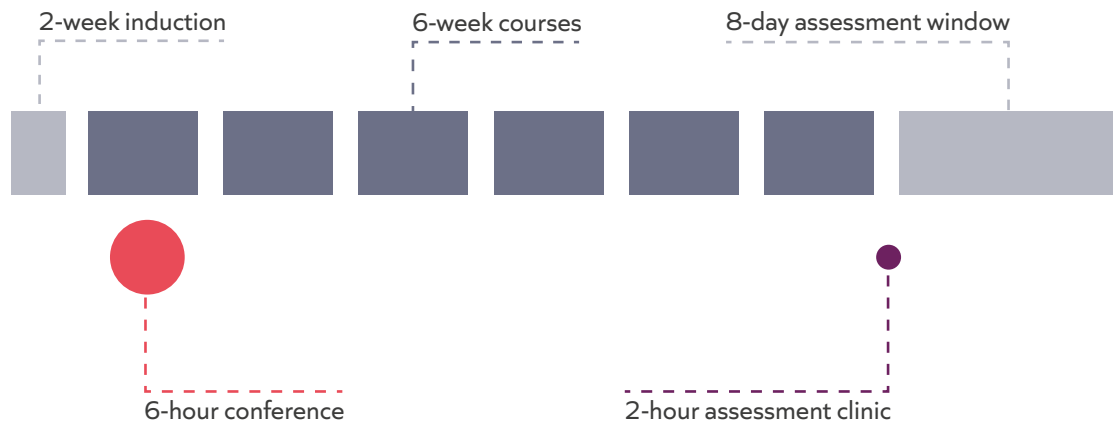 2-week induction
6-week courses
8-day assessment window
6-hour conference
2-hour assessment clinic